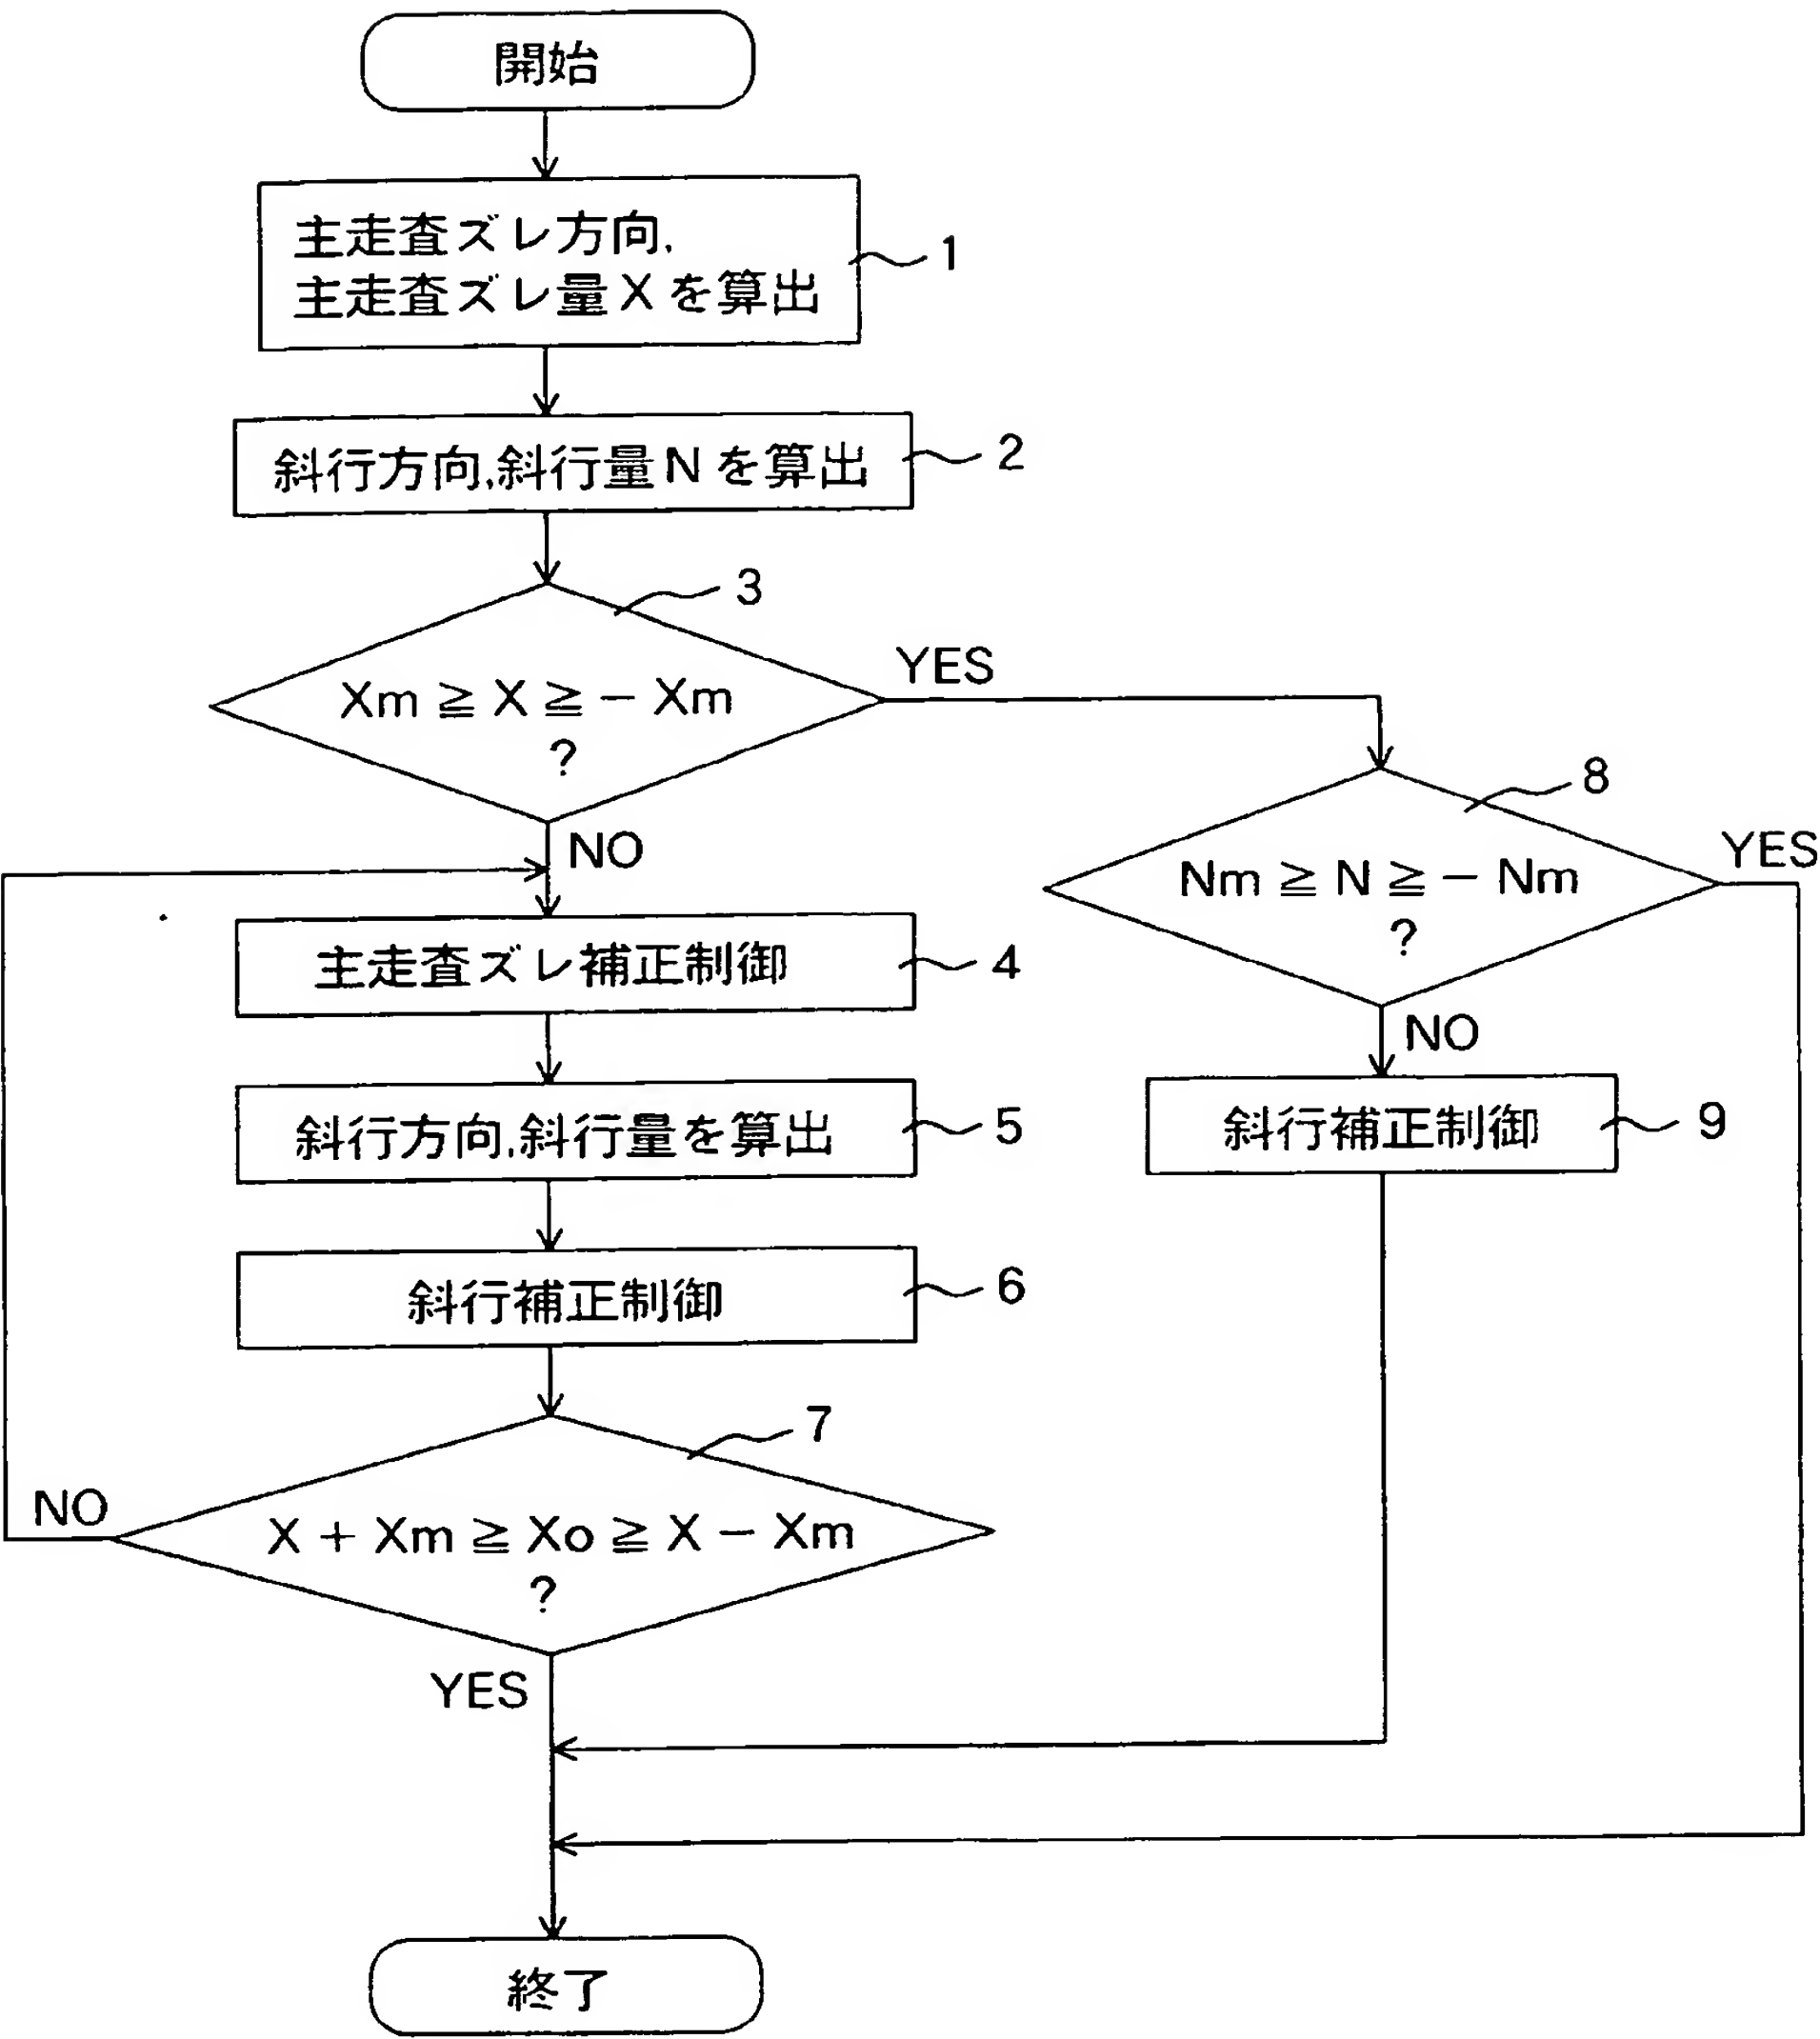 開始
主走査ズレ方向,
主走査ズレ量Xを算出
1
斜行方向,斜行量Nを算出
2
3
Xm ≧ X ≧ − Xm
?
YES
NO
8
Nm ≧ N ≧ − Nm
?
YES
NO
主走査ズレ補正制御
4
斜行方向,斜行量を算出
5
斜行補正制御
9
斜行補正制御
6
7
X + Xm ≧ Xo ≧ X − Xm
?
NO
YES
終了